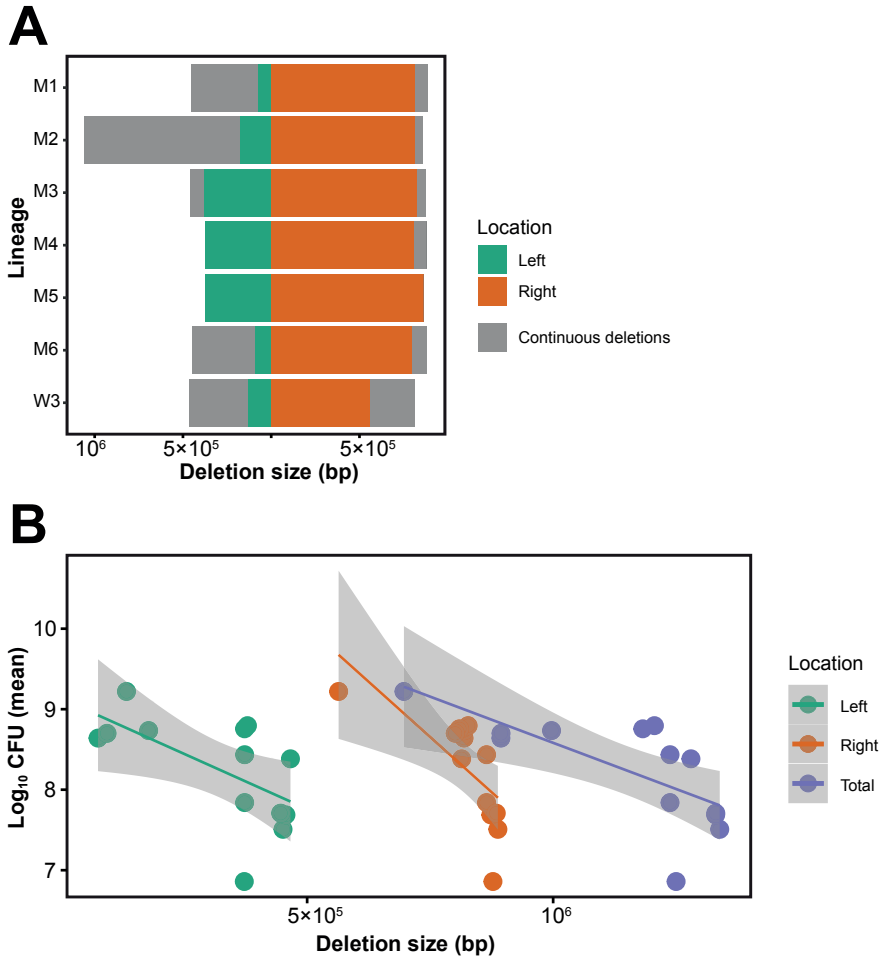 A
M1
M2
M3
M4
M5
M6
W3
Lineage
10⁶
5×10⁵
5×10⁵
Deletion size (bp)
Location
Left
Right
Continuous deletions
B
10
9
8
7
Log₁₀ CFU (mean)
5×10⁵
10⁶
Deletion size (bp)
Location
Left
Right
Total